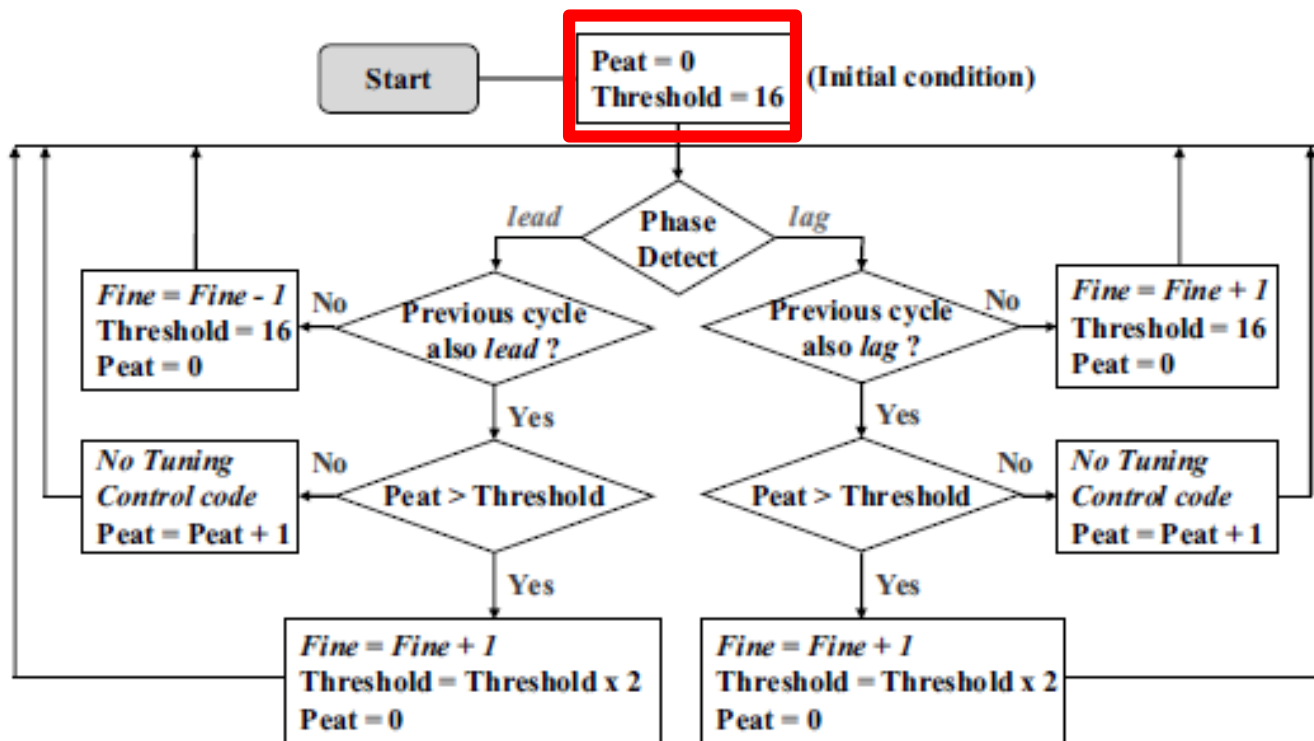 Start
Peat = 0
Threshold = 16
(Initial condition)
Phase
Detect
lead
lag
Fine = Fine - 1
Threshold = 16
Peat = 0
No
Previous cycle
also lead ?
Previous cycle
also lag ?
No
Fine = Fine + 1
Threshold = 16
Peat = 0
Yes
Yes
No Tuning
Control code
Peat = Peat + 1
No
Peat > Threshold
Peat > Threshold
No
No Tuning
Control code
Peat = Peat + 1
Yes
Yes
Fine = Fine + 1
Threshold = Threshold x 2
Peat = 0
Fine = Fine + 1
Threshold = Threshold x 2
Peat = 0